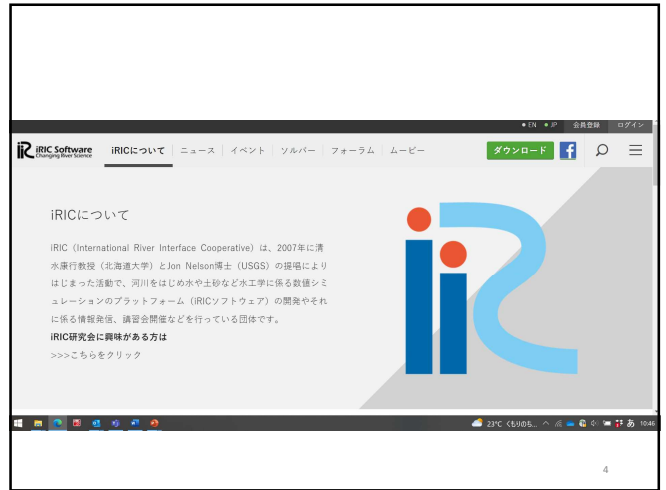 EN JP 会員登録 ログイン
iRIC Software
Changing River Science
iRICについて ニュース イベント ソルバー フォーラム ムービー ダウンロード
iRICについて
iRIC（International River Interface Cooperative）は、2007年に清
水康行教授（北海道大学）とJon Nelson博士（USGS）の提唱により
はじまった活動で、河川をはじめ水や土砂など水工学に係る数値シミ
ュレーションのプラットフォーム（iRICソフトウェア）の開発やそれ
に係る情報発信、講習会開催などを行っている団体です。
iRIC研究会に興味がある方は
>>>こちらをクリック
iRiC
23°C くもりのち... あ 10:46
4